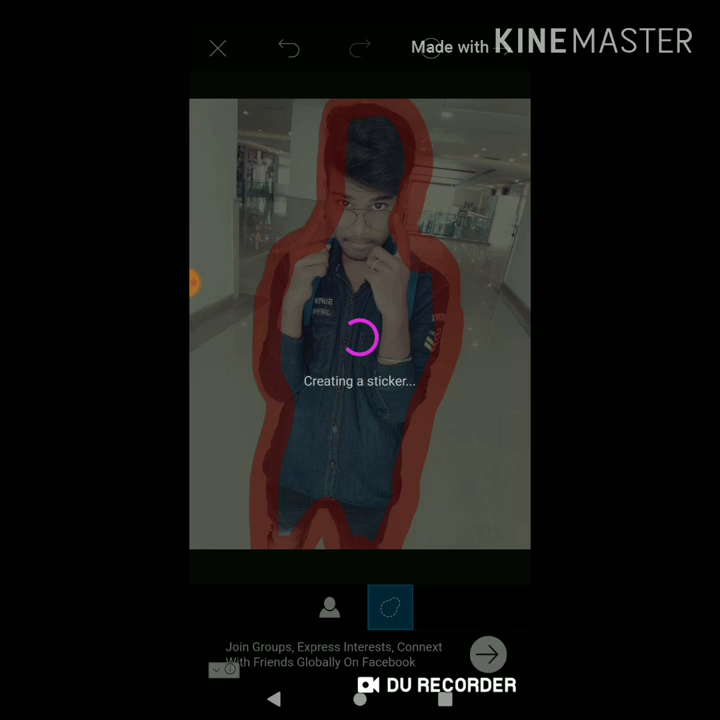 Made with KINEMASTER
Creating a sticker...
Join Groups, Express Interests, Connext
With Friends Globally On Facebook
DU RECORDER